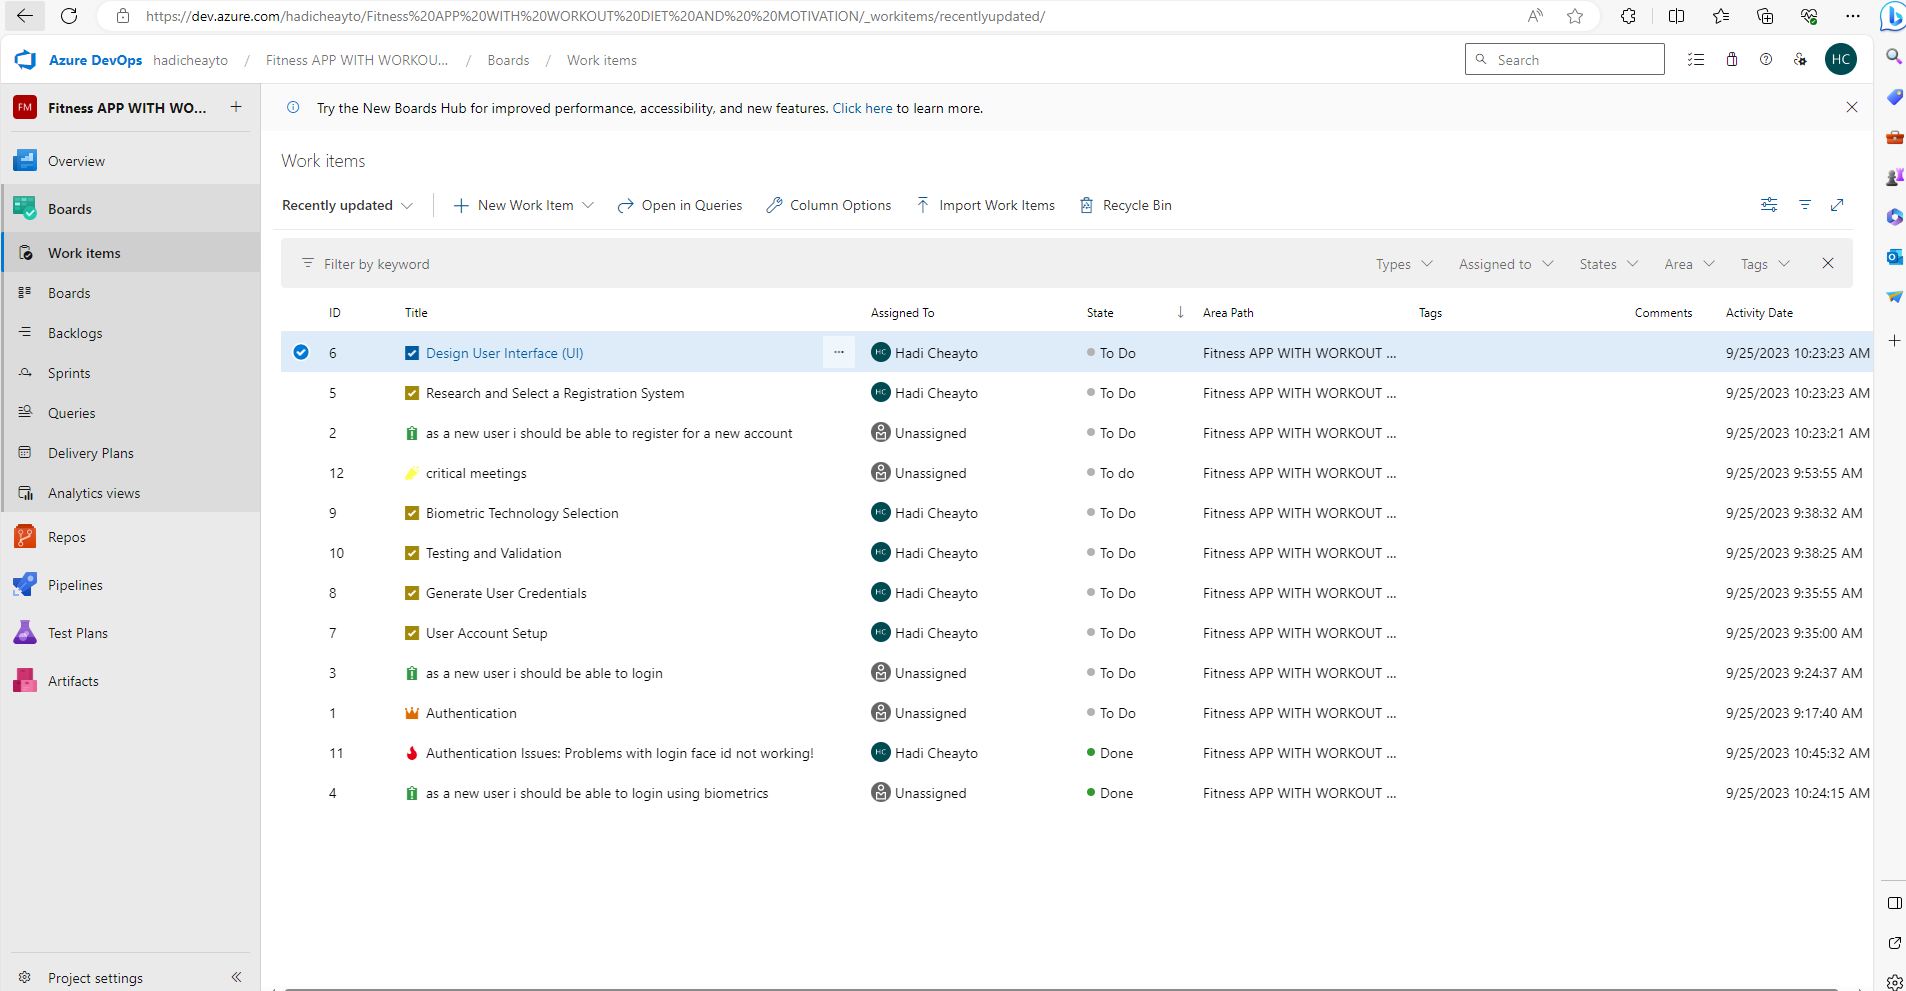 https://dev.azure.com/hadicheayto/Fitness%20APP%20WITH%20WORKOUT%20DIET%20AND%20%20MOTIVATION/_workitems/recentlyupdated/
Azure DevOps hadicheayto / Fitness APP WITH WORKOU... / Boards / Work items
Search
HC
FM Fitness APP WITH WO...
Overview
Boards
Work items
Boards
Backlogs
Sprints
Queries
Delivery Plans
Analytics views
Repos
Pipelines
Test Plans
Artifacts
Project settings
Try the New Boards Hub for improved performance, accessibility, and new features. Click here to learn more.
Work items
Recently updated New Work Item Open in Queries Column Options Import Work Items Recycle Bin
Filter by keyword Types Assigned to States Area Tags
ID Title Assigned To State Area Path Tags Comments Activity Date
6 Design User Interface (UI) ... HC Hadi Cheayto To Do Fitness APP WITH WORKOUT ... 9/25/2023 10:23:23 AM
5 Research and Select a Registration System HC Hadi Cheayto To Do Fitness APP WITH WORKOUT ... 9/25/2023 10:23:23 AM
2 as a new user i should be able to register for a new account Unassigned To Do Fitness APP WITH WORKOUT ... 9/25/2023 10:23:21 AM
12 critical meetings Unassigned To do Fitness APP WITH WORKOUT ... 9/25/2023 9:53:55 AM
9 Biometric Technology Selection HC Hadi Cheayto To Do Fitness APP WITH WORKOUT ... 9/25/2023 9:38:32 AM
10 Testing and Validation HC Hadi Cheayto To Do Fitness APP WITH WORKOUT ... 9/25/2023 9:38:25 AM
8 Generate User Credentials HC Hadi Cheayto To Do Fitness APP WITH WORKOUT ... 9/25/2023 9:35:55 AM
7 User Account Setup HC Hadi Cheayto To Do Fitness APP WITH WORKOUT ... 9/25/2023 9:35:00 AM
3 as a new user i should be able to login Unassigned To Do Fitness APP WITH WORKOUT ... 9/25/2023 9:24:37 AM
1 Authentication Unassigned To Do Fitness APP WITH WORKOUT ... 9/25/2023 9:17:40 AM
11 Authentication Issues: Problems with login face id not working! HC Hadi Cheayto Done Fitness APP WITH WORKOUT ... 9/25/2023 10:45:32 AM
4 as a new user i should be able to login using biometrics Unassigned Done Fitness APP WITH WORKOUT ... 9/25/2023 10:24:15 AM